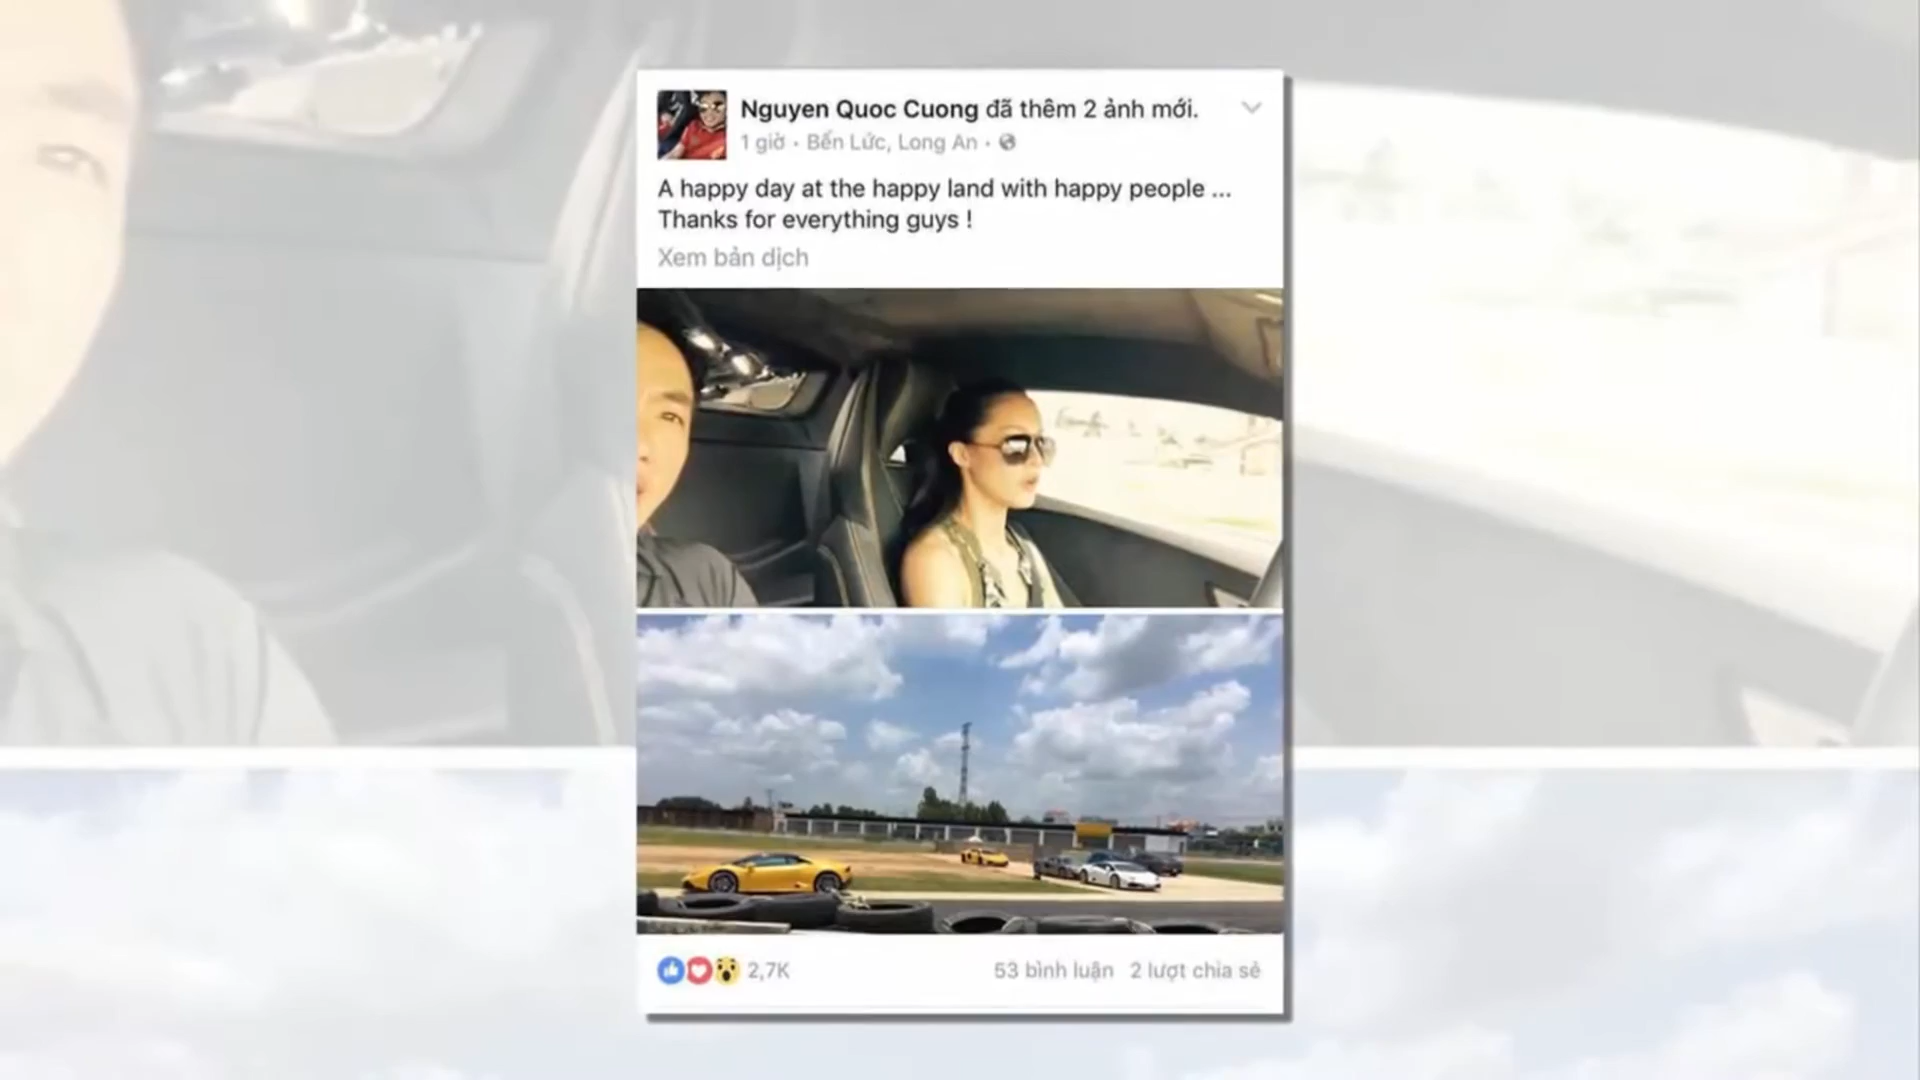 Nguyen Quoc Cuong đã thêm 2 ảnh mới.
1 giờ · Bến Lức, Long An ·
A happy day at the happy land with happy people ...
Thanks for everything guys !
Xem bản dịch
2,7K
53 bình luận 2 lượt chia sẻ